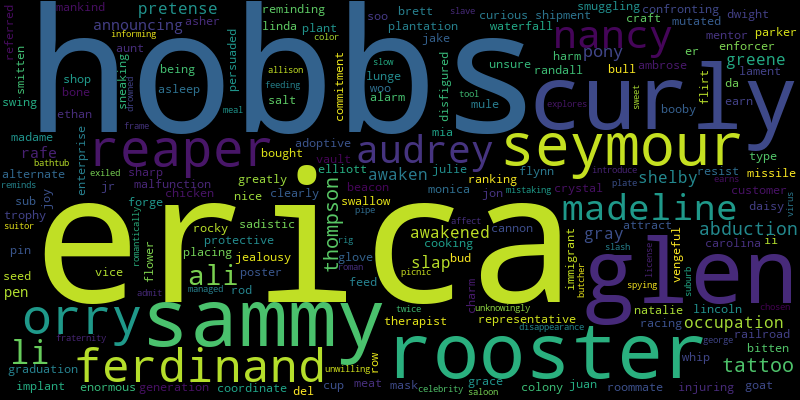 mankind
pretense
reminding
brett
smuggling
confronting
dwight
referred
announcing
asher
linda
plant
soo
curious shipment
craft
mutated
smitten
aunt
persuaded
plantation
waterfall
mentor
parker
informing
sneaking
color
jake
hobbs
nancy
slave
enforcer
er
pony
harm
unsure
randall
ambrose
greene
shop
being
allison
slow
lunge
bull
lament
bone
drowned
asleep
feeding
woo
disfigured
commitment
curly
flirt
da
swing
ethan
salt
alarm
mule
tool
sweet
explores
booby
earn
madame
frame
meal
mia
seymour
type
rafe
enterprise
reaper
adoptive
audrey
introduce
missile
bathtub
exiled
sharp
bought
vault
elliott
julie
flynn
plate
shelby
resist
alternate
malfunction
greatly
awaken
ranking
crystal
earns
customer
reminds
jr
chicken
beacon
monica
jon
mistaking
daisy
virus
sub
joy
forge
nice
clearly
swallow
madeline
suitor
trophy
rocky
sadistic
thompson
pipe
affect
cannon
gray
attract
carolina
ii
pin
romantically
flower
placing
protective
jealousy
rig
awakened
cooking
immigrant
slash
abduction
erica
glen
vengeful
license
seed
vice
ali
poster
glove
slap
bud
roman
picnic
butcher
spying
suburb
pen
managed
rod
feed
charm
natalie
lincoln
chosen
orry
admit
sammy
twice
unknowingly
representative
racing
occupation
fraternity
therapist
disappearance
george
railroad
li
ferdinand
row
rooster
whip
bitten
graduation
unwilling
tattoo
implant
enormous
generation
coordinate
cup
meat
mask
grace
colony
juan
roommate
injuring
goat
del
celebrity
saloon